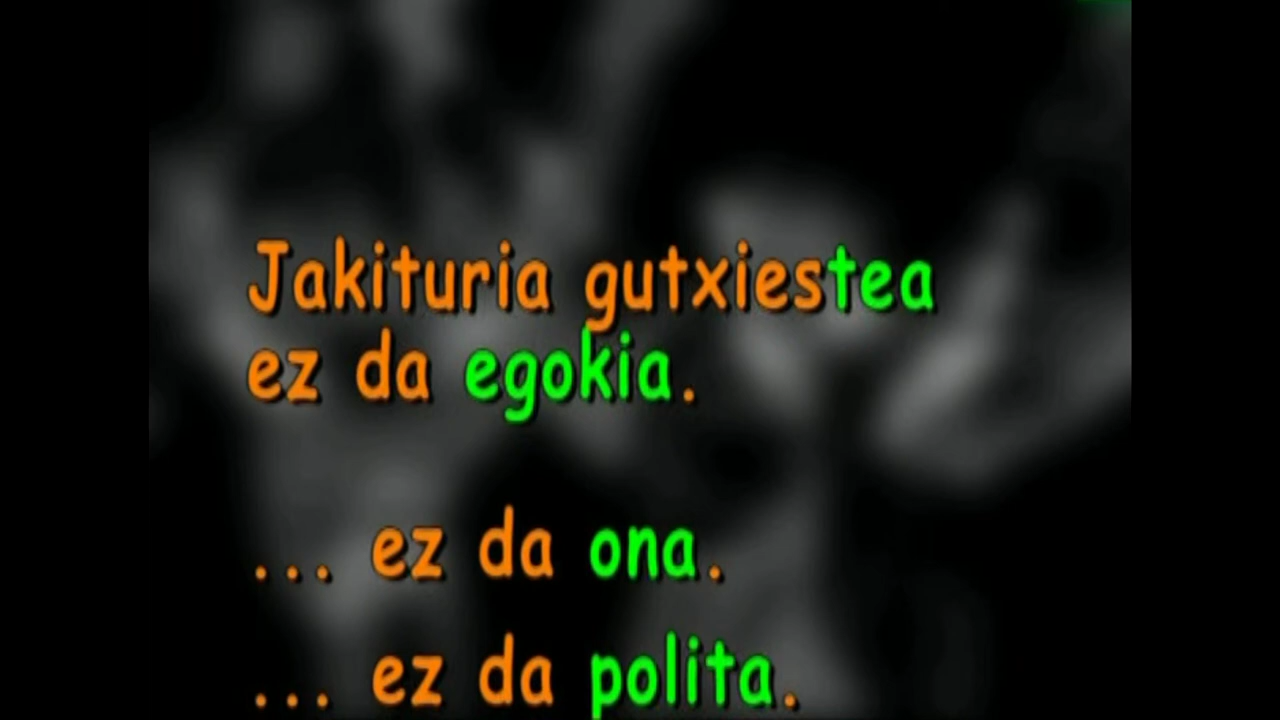 Jakituria gutxiestea
ez da egokia.
... ez da ona.
... ez da polita.